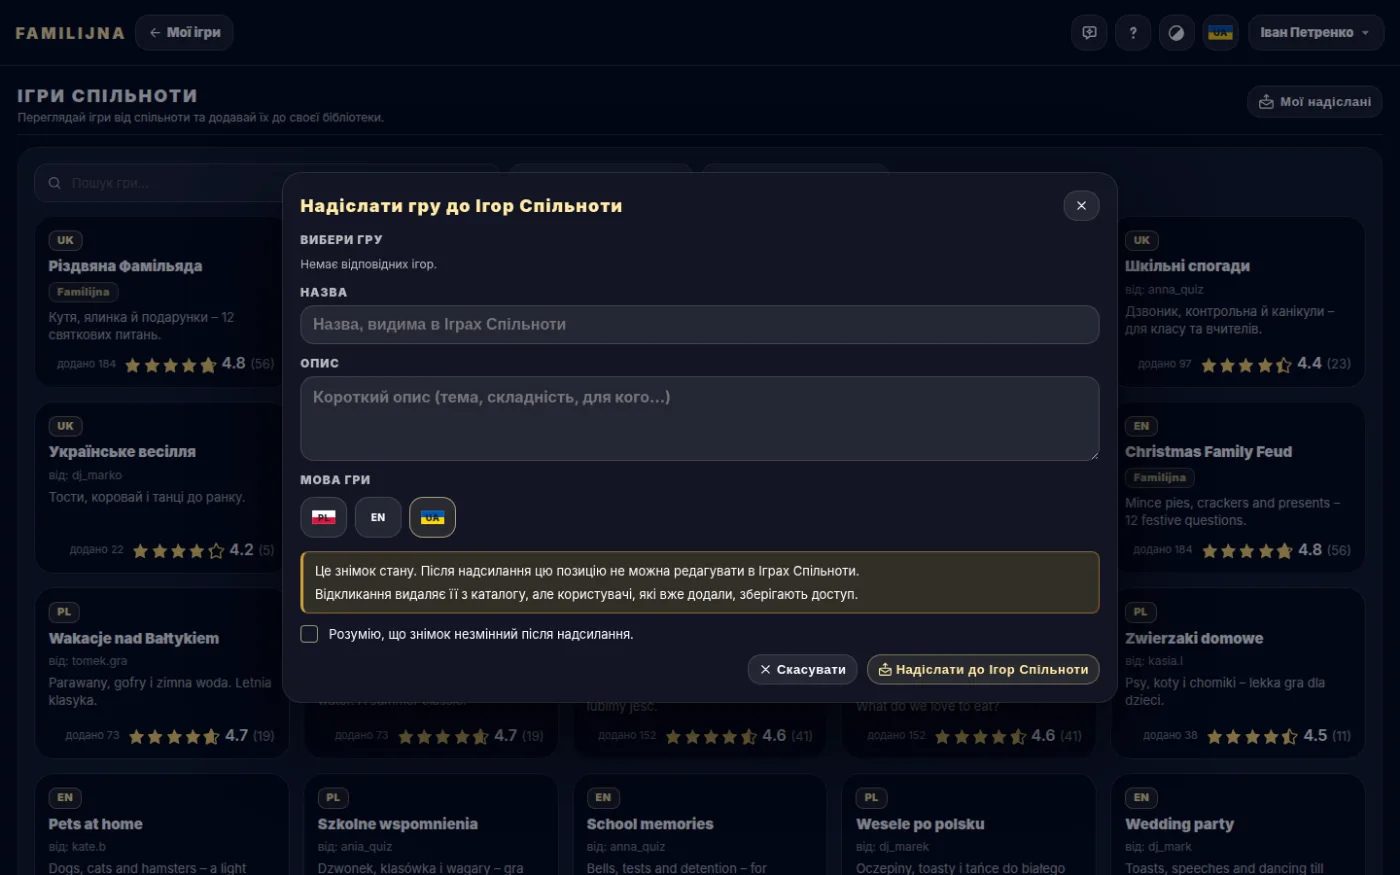 FAMILIJNA
← Мої ігри
?
UA
Іван Петренко
ІГРИ СПІЛЬНОТИ
Переглядай ігри від спільноти та додавай їх до своєї бібліотеки.
Мої надіслані
Пошук гри...
Надіслати гру до Ігор Спільноти
ВИБЕРИ ГРУ
Немає відповідних ігор.
НАЗВА
Назва, видима в Іграх Спільноти
ОПИС
Короткий опис (тема, складність, для кого...)
МОВА ГРИ
PL
EN
UA
Це знімок стану. Після надсилання цю позицію не можна редагувати в Іграх Спільноти.
Відкликання видаляє її з каталогу, але користувачі, які вже додали, зберігають доступ.
Розумію, що знімок незмінний після надсилання.
Скасувати
Надіслати до Ігор Спільноти
UK
Різдвяна Фамільяда
Familijna
Кутя, ялинка й подарунки – 12
святкових питань.
додано 184
4.8 (56)
UK
Шкільні спогади
від: anna_quiz
Дзвоник, контрольна й канікули –
для класу та вчителів.
додано 97
4.4 (23)
UK
Українське весілля
від: dj_marko
Тости, коровай і танці до ранку.
додано 22
4.2 (5)
EN
Christmas Family Feud
Familijna
Mince pies, crackers and presents –
12 festive questions.
додано 184
4.8 (56)
PL
Wakacje nad Bałtykiem
від: tomek.gra
Parawany, gofry i zimna woda. Letnia
klasyka.
додано 73
4.7 (19)
додано 73
4.7 (19)
lubimy jeść.
додано 152
4.6 (41)
What do we love to eat?
додано 152
4.6 (41)
PL
Zwierzaki domowe
від: kasia.l
Psy, koty i chomiki – lekka gra dla
dzieci.
додано 38
4.5 (11)
EN
Pets at home
від: kate.b
Dogs, cats and hamsters – a light
PL
Szkolne wspomnienia
від: ania_quiz
Dzwonek, klasówka i wagary – gra
EN
School memories
від: anna_quiz
Bells, tests and detention – for
PL
Wesele po polsku
від: dj_marek
Oczepiny, toasty i tańce do białego
EN
Wedding party
від: dj_mark
Toasts, speeches and dancing till